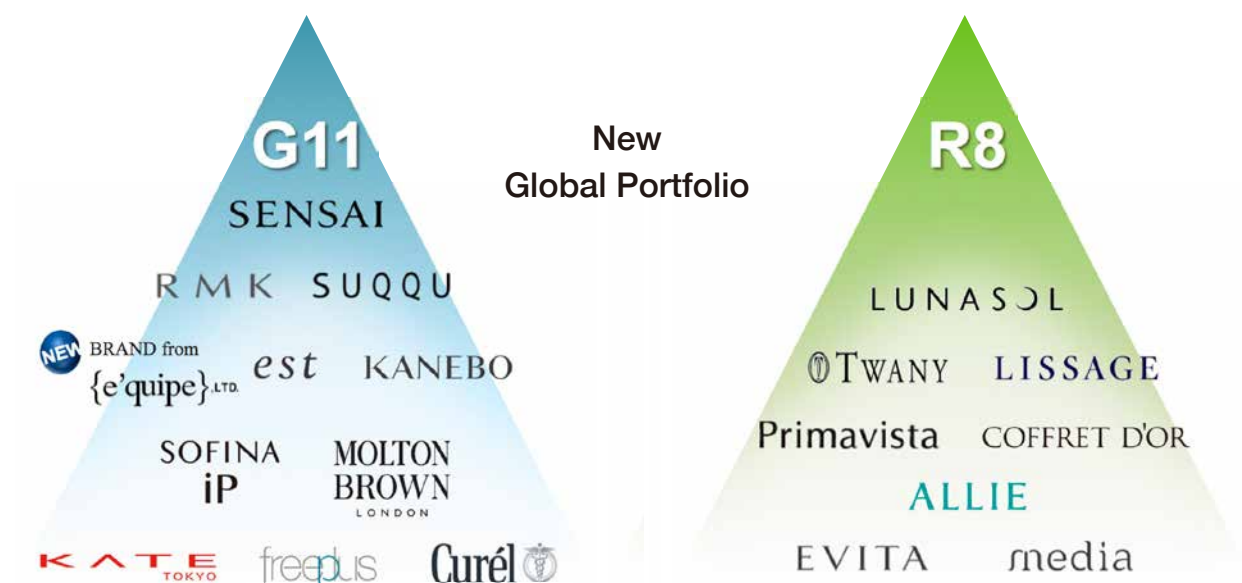 G11
SENSAI
RMK SUQQU
NEW BRAND from
{e'quipe},LTD.
est KANEBO
SOFINA
iP
MOLTON
BROWN
LONDON
KATE
TOKYO
freeplus
Curél
New
Global Portfolio
R8
LUNASOL
TWANY LISSAGE
Primavista COFFRET D'OR
ALLIE
EVITA media